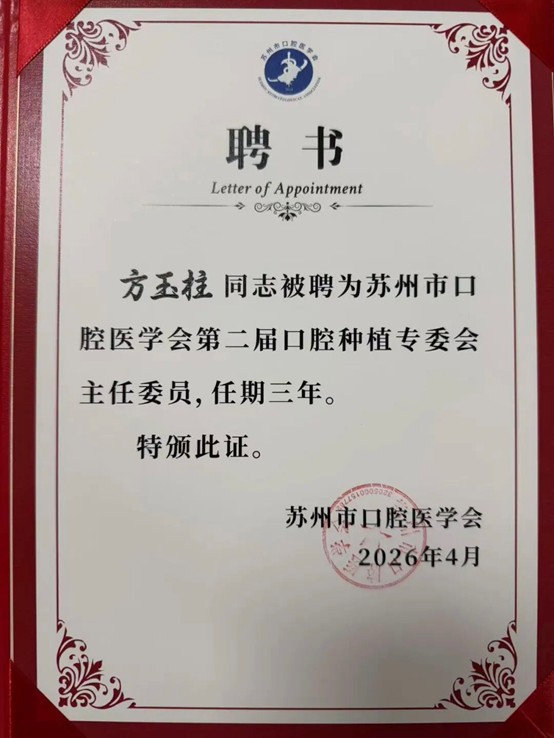 苏州市口腔医学会
聘书
Letter of Appointment
方玉柱 同志被聘为苏州市口
腔医学会第二届口腔种植专委会
主任委员,任期三年。
特颁此证。
苏州市口腔医学会
2026年4月